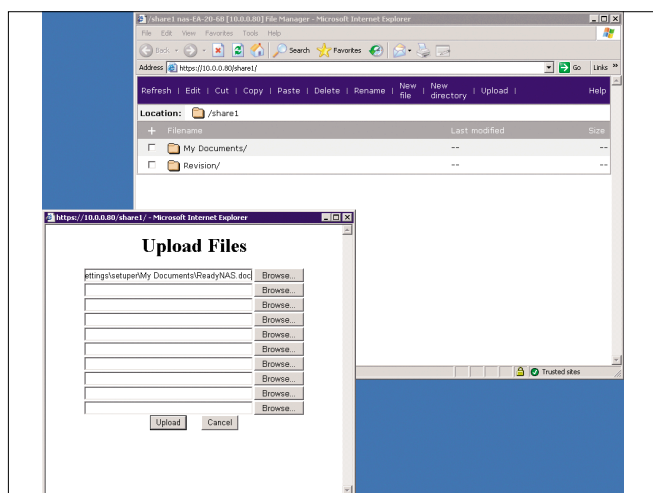 /share1 nas-EA-20-68 [10.0.0.80] File Manager - Microsoft Internet Explorer
File Edit View Favorites Tools Help
Back Search Favorites
Address https://10.0.0.80/share1/ Go Links »
Refresh | Edit | Cut | Copy | Paste | Delete | Rename | New file | New directory | Upload | Help
Location: /share1
+ Filename Last modified Size
My Documents/ -- --
Revision/ -- --
Trusted sites
https://10.0.0.80/share1/ - Microsoft Internet Explorer
Upload Files
ettings\setuper\My Documents\ReadyNAS.doc Browse...
Browse...
Browse...
Browse...
Browse...
Browse...
Browse...
Browse...
Browse...
Browse...
Upload Cancel